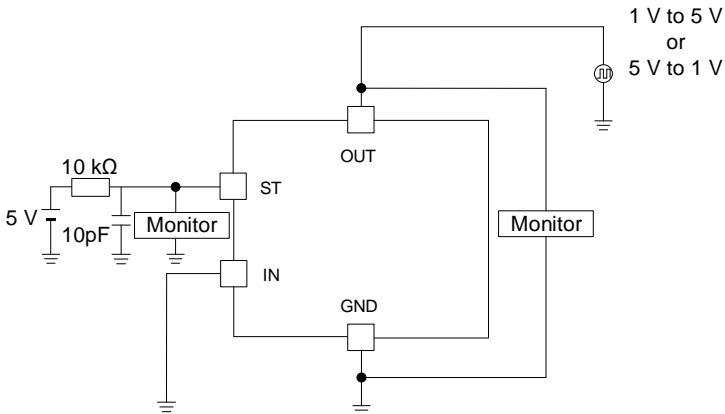 1 V to 5 V
or
5 V to 1 V
OUT
10 kΩ
ST
5 V
10pF
Monitor
Monitor
IN
GND